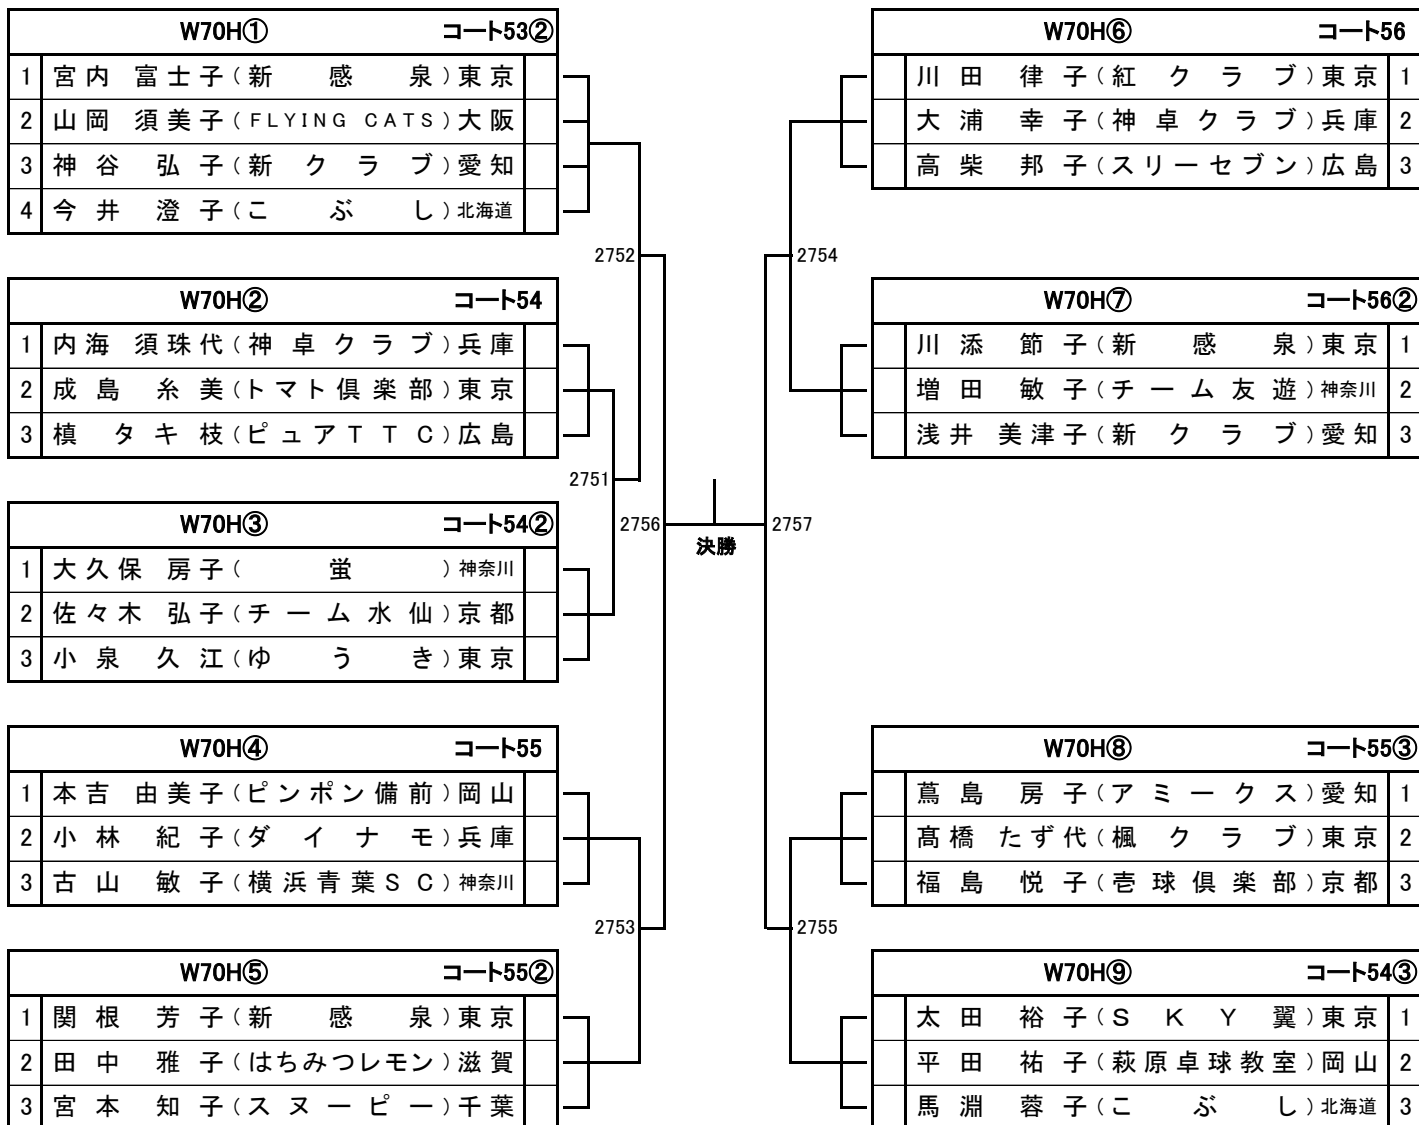 W70H① コート53②
1 宮内 富士子(新感泉)東京
2 山岡 須美子(FLYING CATS)大阪
3 神谷 弘子(新クラブ)愛知
4 今井 澄子(こぶし)北海道
2752
W70H② コート54
1 内海 須珠代(神卓クラブ)兵庫
2 成島 糸美(トマト倶楽部)東京
3 槙 タキ枝(ピュアTTC)広島
2751
W70H③ コート54②
1 大久保 房子(蛍)神奈川
2 佐々木 弘子(チーム水仙)京都
3 小泉 久江(ゆうき)東京
2756
W70H④ コート55
1 本吉 由美子(ピンポン備前)岡山
2 小林 紀子(ダイナモ)兵庫
3 古山 敏子(横浜青葉SC)神奈川
2753
W70H⑤ コート55②
1 関根 芳子(新感泉)東京
2 田中 雅子(はちみつレモン)滋賀
3 宮本 知子(スヌーピー)千葉
決勝
W70H⑥ コート56
川田 律子(紅クラブ)東京 1
大浦 幸子(神卓クラブ)兵庫 2
高柴 邦子(スリーセブン)広島 3
2754
W70H⑦ コート56②
川添 節子(新感泉)東京 1
増田 敏子(チーム友遊)神奈川 2
浅井 美津子(新クラブ)愛知 3
2757
W70H⑧ コート55③
蔦島 房子(アミークス)愛知 1
髙橋 たず代(楓クラブ)東京 2
福島 悦子(壱球倶楽部)京都 3
2755
W70H⑨ コート54③
太田 裕子(SKY翼)東京 1
平田 祐子(萩原卓球教室)岡山 2
馬淵 蓉子(こぶし)北海道 3